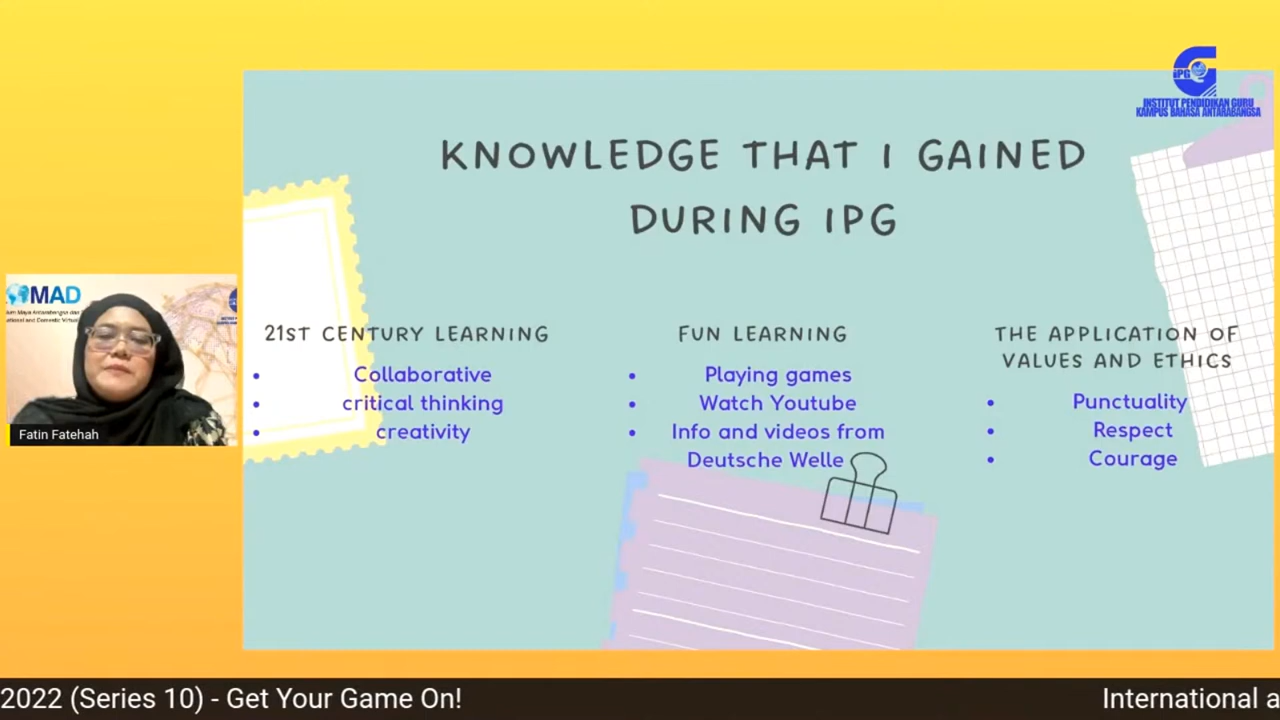 iPG
INSTITUT PENDIDIKAN GURU
KAMPUS BAHASA ANTARABANGSA
KNOWLEDGE THAT I GAINED
DURING IPG
21ST CENTURY LEARNING
• Collaborative
• critical thinking
• creativity
FUN LEARNING
• Playing games
• Watch Youtube
• Info and videos from
Deutsche Welle
THE APPLICATION OF
VALUES AND ETHICS
• Punctuality
• Respect
• Courage
MAD
Fatin Fatehah
2022 (Series 10) - Get Your Game On!
International a